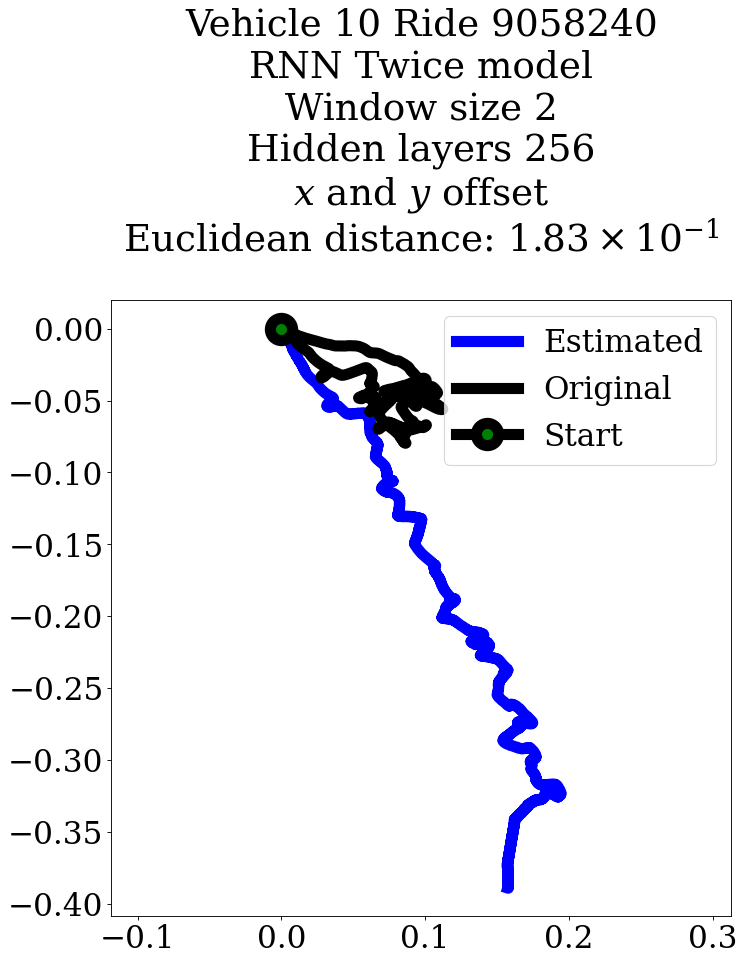 Vehicle 10 Ride 9058240
RNN Twice model
Window size 2
Hidden layers 256
x and y offset
Euclidean distance: 1.83 × 10⁻¹
Estimated
Original
Start
0.00
−0.05
−0.10
−0.15
−0.20
−0.25
−0.30
−0.35
−0.40
−0.1 0.0 0.1 0.2 0.3